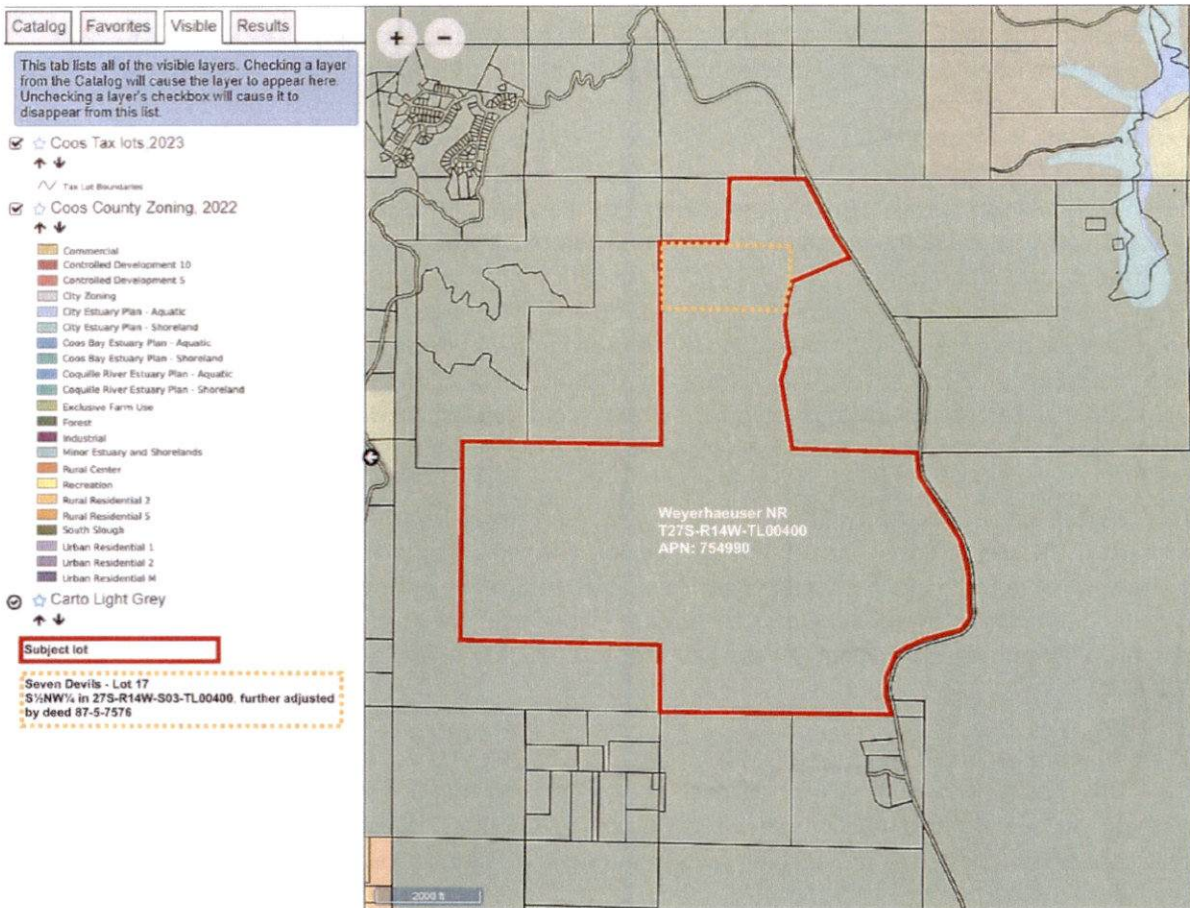 Catalog
Favorites
Visible
Results
This tab lists all of the visible layers. Checking a layer
from the Catalog will cause the layer to appear here.
Unchecking a layer's checkbox will cause it to
disappear from this list.
Coos Tax lots,2023
Tax Lot Boundaries
Coos County Zoning, 2022
Commercial
Controlled Development 10
Controlled Development 5
City Zoning
City Estuary Plan - Aquatic
City Estuary Plan - Shoreland
Coos Bay Estuary Plan - Aquatic
Coos Bay Estuary Plan - Shoreland
Coquille River Estuary Plan - Aquatic
Coquille River Estuary Plan - Shoreland
Exclusive Farm Use
Forest
Industrial
Minor Estuary and Shorelands
Rural Center
Recreation
Rural Residential 2
Rural Residential 5
South Slough
Urban Residential 1
Urban Residential 2
Urban Residential M
Carto Light Grey
Subject lot
Seven Devils - Lot 17
S½NW¼ in 27S-R14W-S03-TL00400, further adjusted
by deed 87-5-7576
Weyerhaeuser NR
T27S-R14W-TL00400
APN: 754990
2000 ft